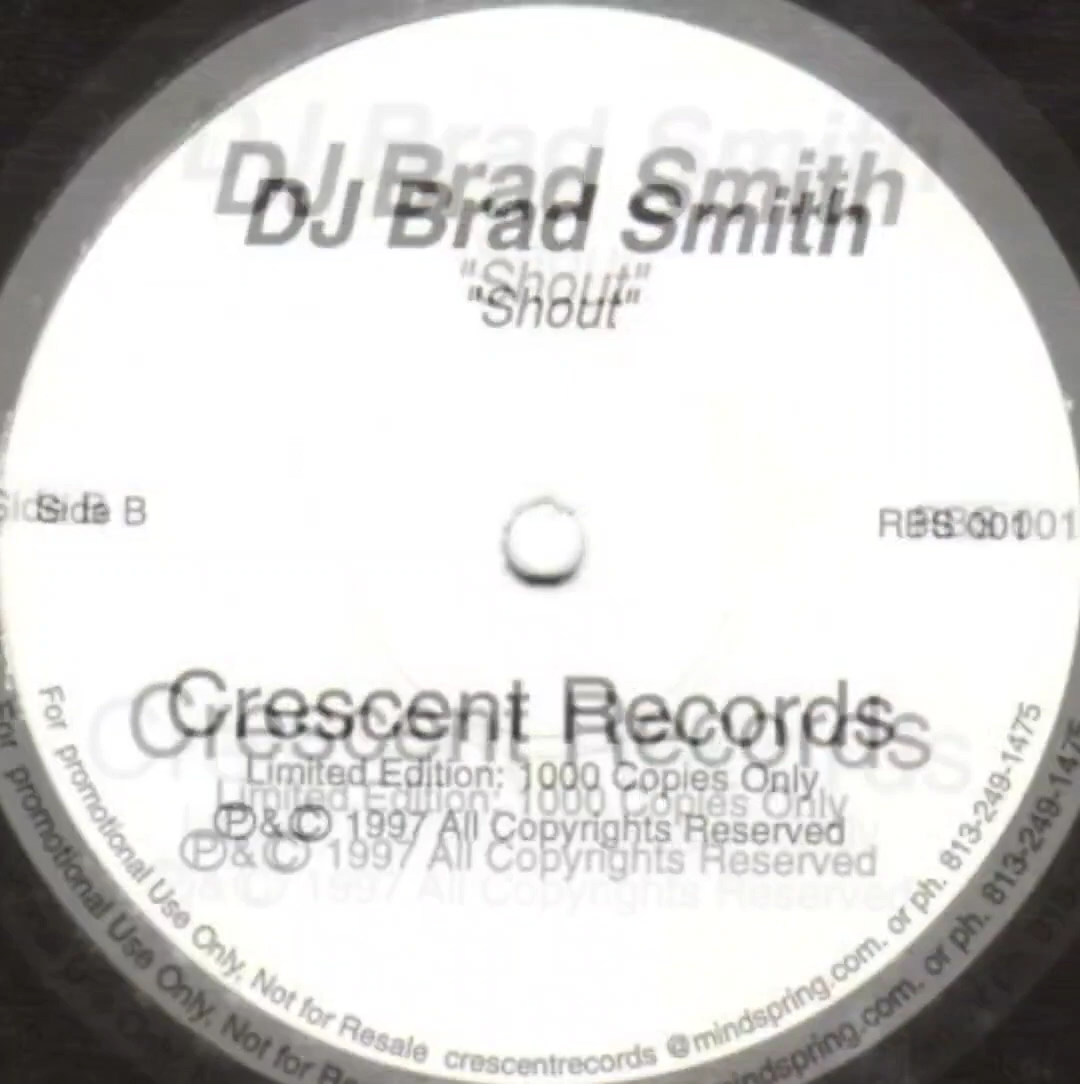 DJ Brad Smith
"Shout"
Side B
RBS 001
Crescent Records
Limited Edition: 1000 Copies Only
Ⓟ&© 1997 All Copyrights Reserved
For promotional Use Only. Not for Resale crescentrecords @mindspring.com. or ph. 813-249-1475